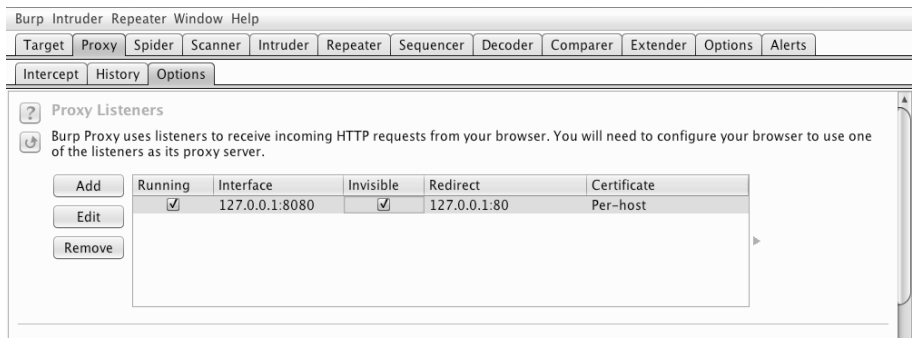 Burp Intruder Repeater Window Help
Target Proxy Spider Scanner Intruder Repeater Sequencer Decoder Comparer Extender Options Alerts
Intercept History Options
? Proxy Listeners
Burp Proxy uses listeners to receive incoming HTTP requests from your browser. You will need to configure your browser to use one
of the listeners as its proxy server.
Add Running Interface Invisible Redirect Certificate
127.0.0.1:8080 127.0.0.1:80 Per-host
Edit
Remove